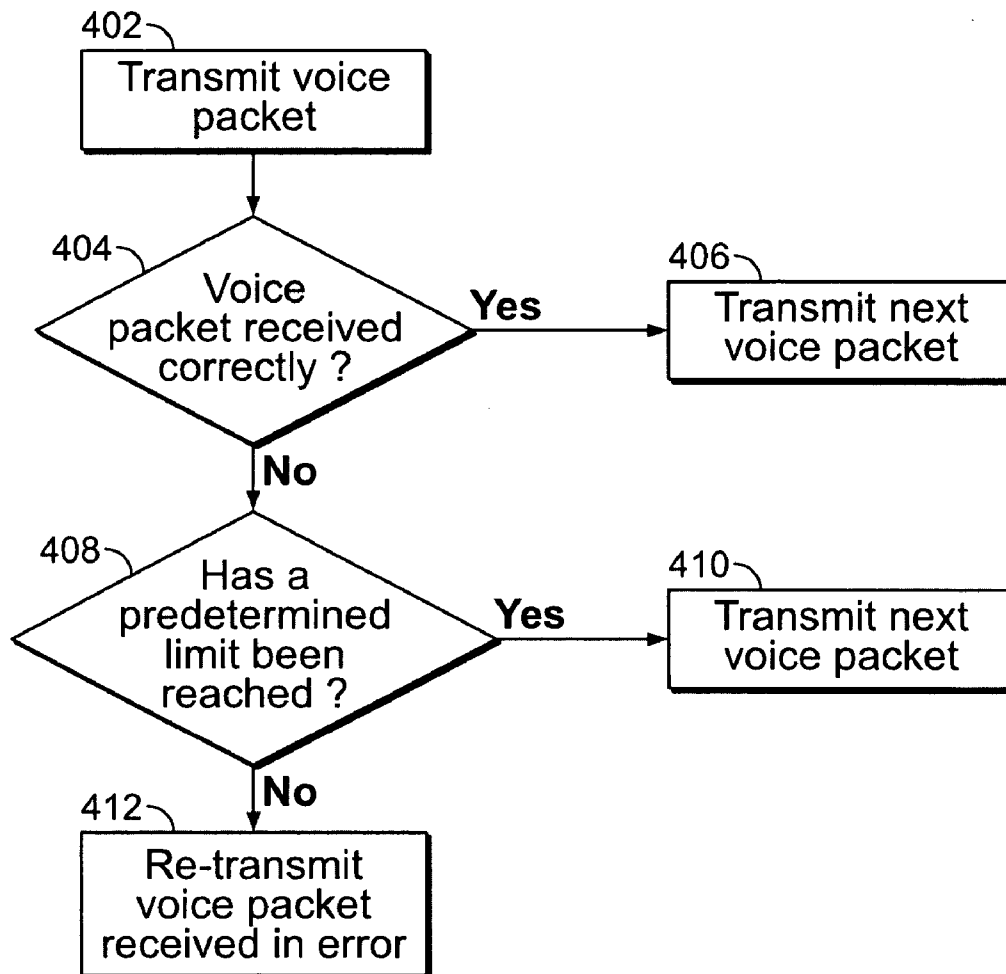 402
Transmit voice
packet
404
Voice
packet received
correctly ?
Yes
406
Transmit next
voice packet
No
408
Has a
predetermined
limit been
reached ?
Yes
410
Transmit next
voice packet
No
412
Re-transmit
voice packet
received in error